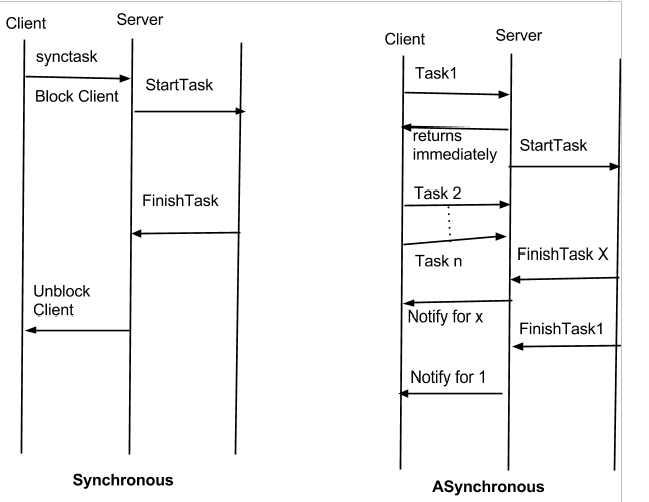 Client
Server
synctask
Block Client
StartTask
FinishTask
Unblock
Client
Synchronous
Client
Server
Task1
returns
immediately
StartTask
Task 2
Task n
FinishTask X
Notify for x
FinishTask1
Notify for 1
ASynchronous